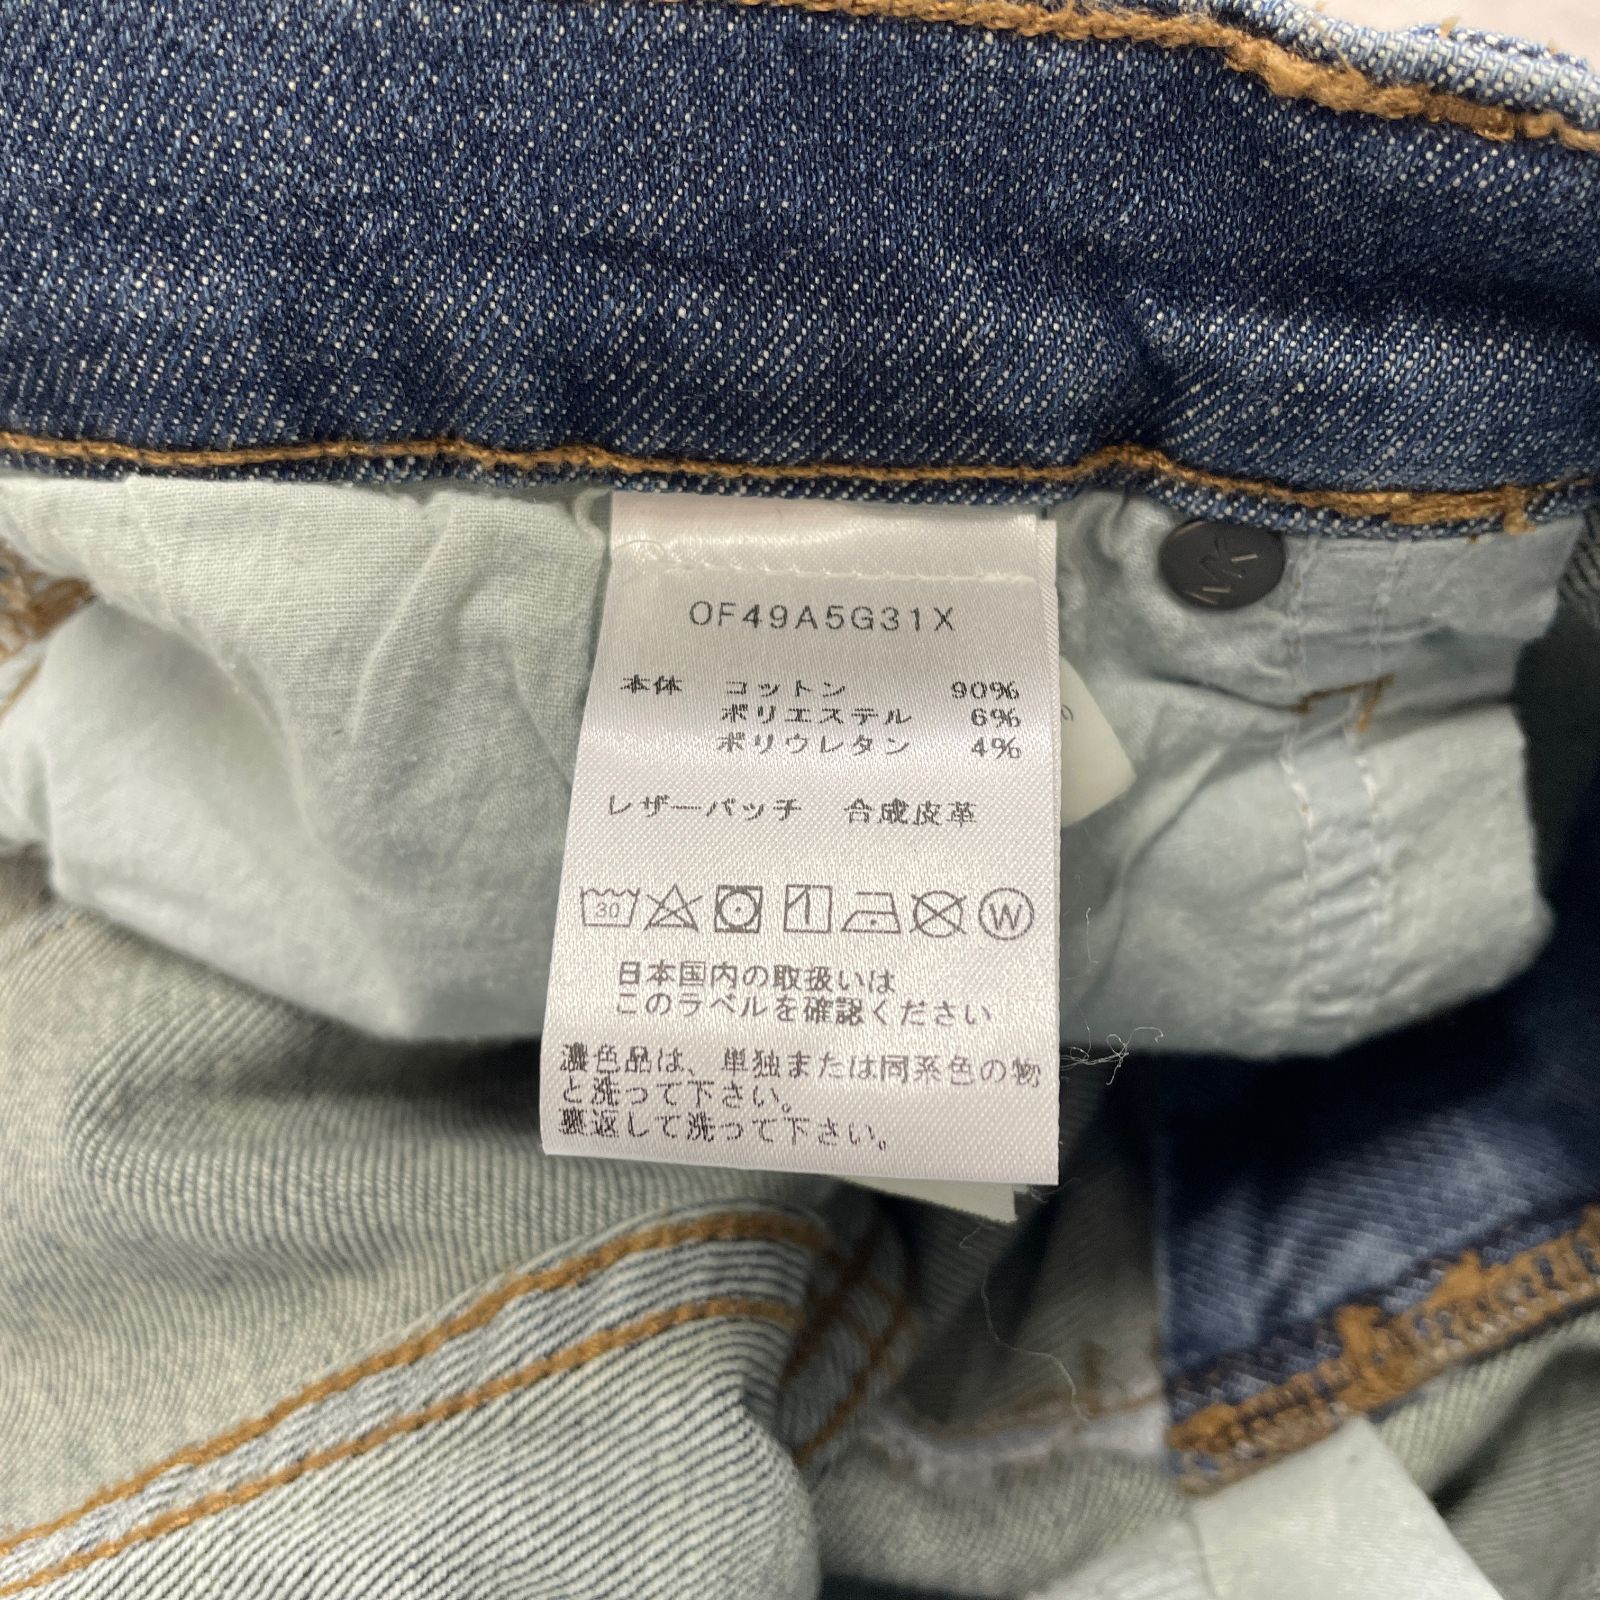 OF49A5G31X
本体 コットン 90%
ポリエステル 6%
ポリウレタン 4%
レザーパッチ 合成皮革
30 W
日本国内の取扱いは
このラベルを確認ください
濃色品は、単独または同系色の物
と洗って下さい。
裏返して洗って下さい。
MK